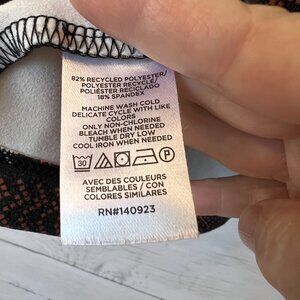 82% RECYCLED POLYESTER/
POLYESTER RECYCLE/
POLIÉSTER RECICLADO
18% SPANDEX
MACHINE WASH COLD
DELICATE CYCLE WITH LIKE
COLORS
ONLY NON-CHLORINE
BLEACH WHEN NEEDED
TUMBLE DRY LOW
COOL IRON WHEN NEEDED
30 P
AVEC DES COULEURS
SEMBLABLES / CON
COLORES SIMILARES
RN#140923